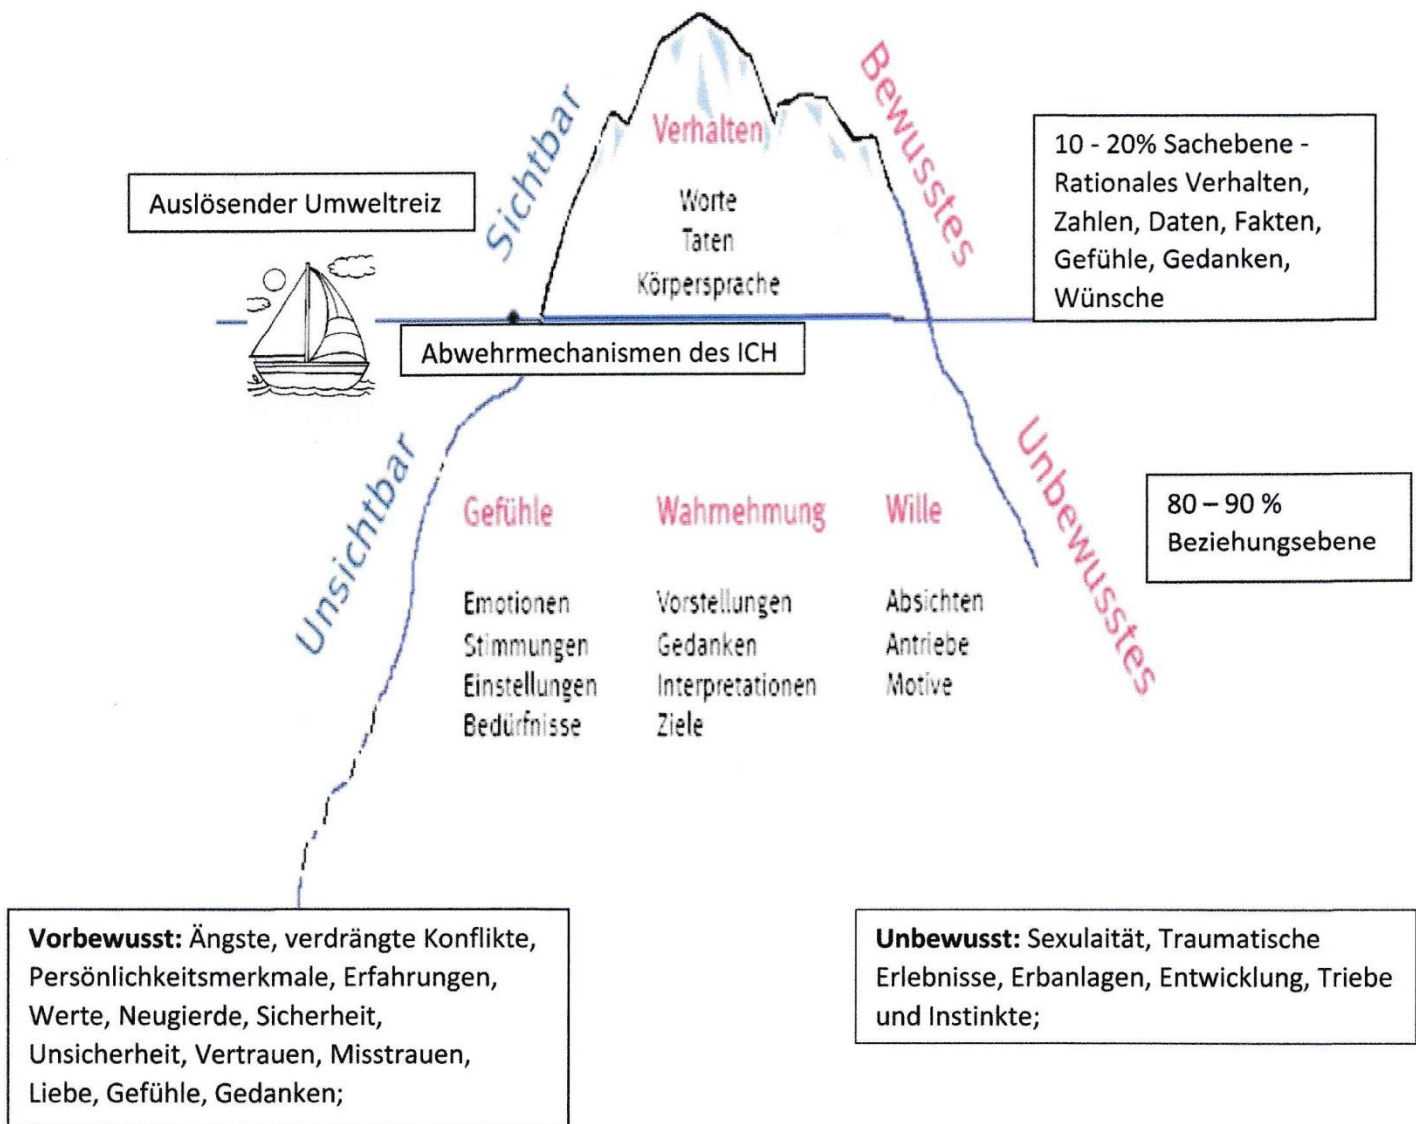 Sichtbar
Bewusstes
Verhalten
Worte
Taten
Körpersprache
10 - 20% Sachebene -
Rationales Verhalten,
Zahlen, Daten, Fakten,
Gefühle, Gedanken,
Wünsche
Auslösender Umweltreiz
Abwehrmechanismen des ICH
Unsichtbar
Unbewusstes
80 – 90 %
Beziehungsebene
Gefühle
Emotionen
Stimmungen
Einstellungen
Bedürfnisse
Wahrnehmung
Vorstellungen
Gedanken
Interpretationen
Ziele
Wille
Absichten
Antriebe
Motive
Vorbewusst: Ängste, verdrängte Konflikte,
Persönlichkeitsmerkmale, Erfahrungen,
Werte, Neugierde, Sicherheit,
Unsicherheit, Vertrauen, Misstrauen,
Liebe, Gefühle, Gedanken;
Unbewusst: Sexulaität, Traumatische
Erlebnisse, Erbanlagen, Entwicklung, Triebe
und Instinkte;